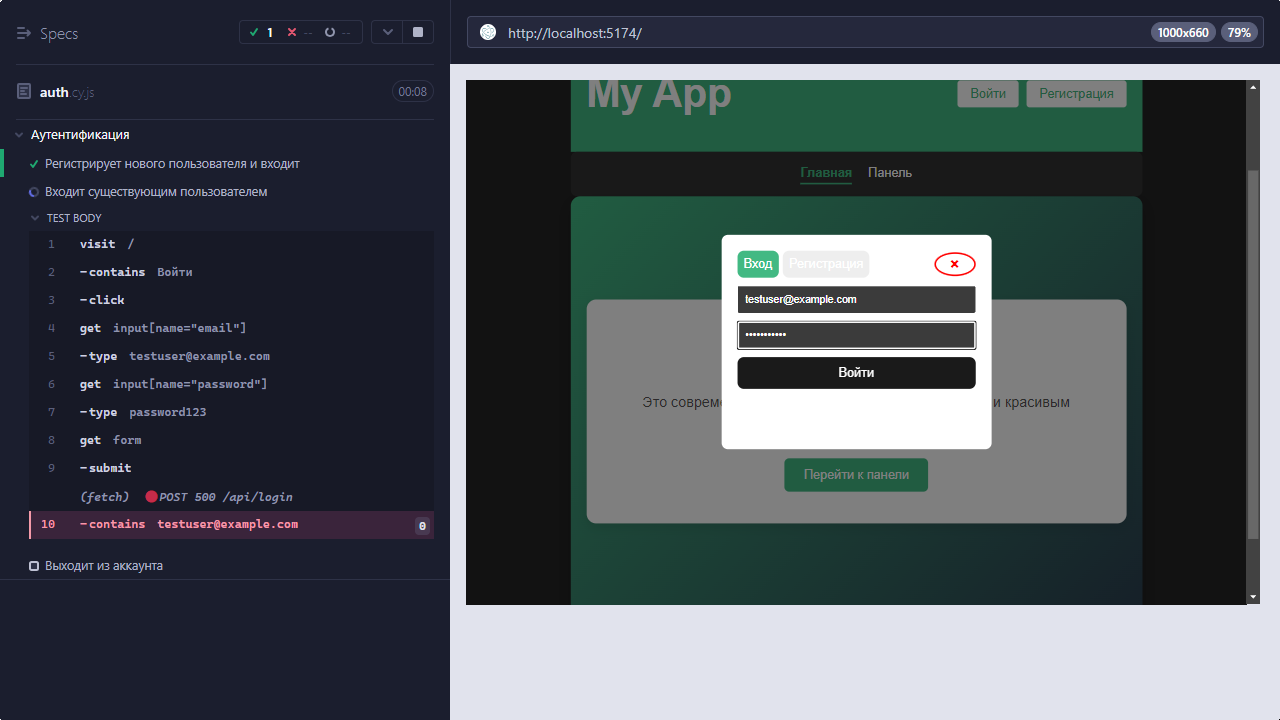 Specs
1 -- --
auth.cy.js 00:08
Аутентификация
Регистрирует нового пользователя и входит
Входит существующим пользователем
TEST BODY
1 visit /
2 -contains Войти
3 -click
4 get input[name="email"]
5 -type testuser@example.com
6 get input[name="password"]
7 -type password123
8 get form
9 -submit
(fetch) POST 500 /api/login
10 -contains testuser@example.com 0
Выходит из аккаунта
http://localhost:5174/ 1000x660 79%
My App Войти Регистрация
Главная Панель
Вход Регистрация ×
testuser@example.com
•••••••••••
Войти
Это совреме и красивым
Перейти к панели